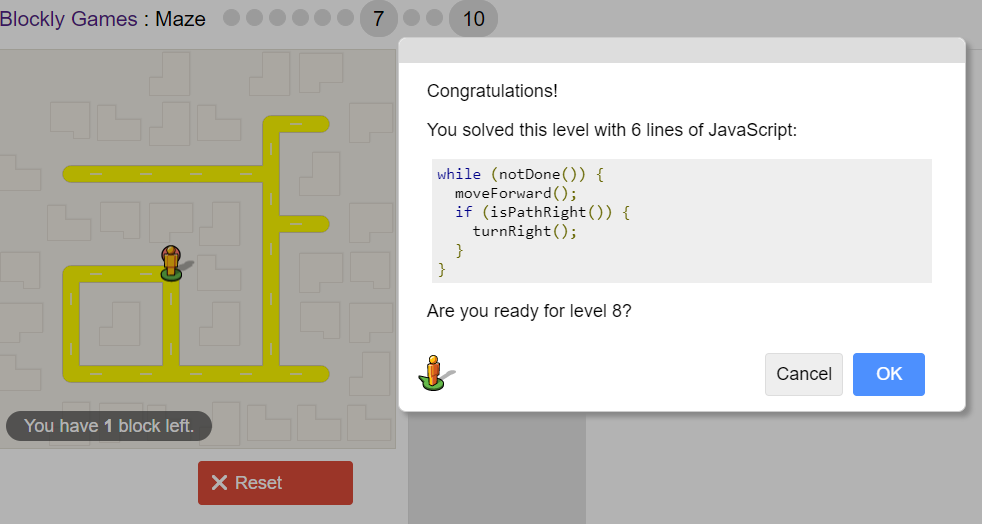 Blockly Games : Maze 7 10
Congratulations!
You solved this level with 6 lines of JavaScript:
while (notDone()) {
  moveForward();
  if (isPathRight()) {
    turnRight();
  }
}
Are you ready for level 8?
Cancel OK
You have 1 block left.
Reset